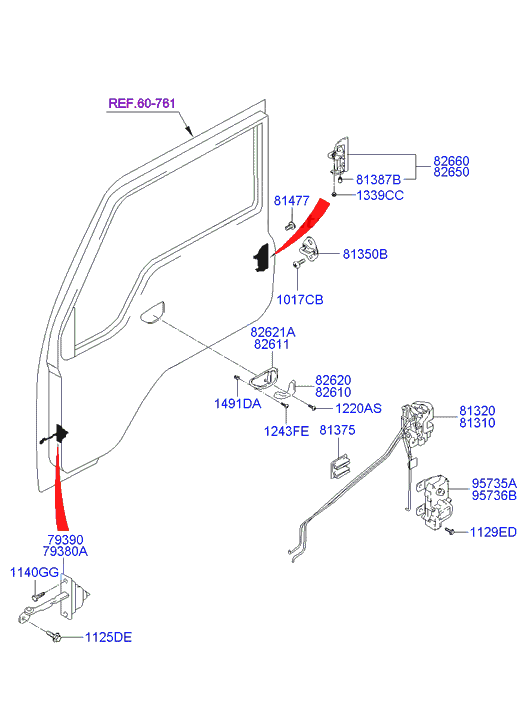 REF.60-761
82660
82650
81387B
1339CC
81477
81350B
1017CB
82621A
82611
82620
82610
1491DA
1220AS
1243FE
81375
81320
81310
95735A
95736B
1129ED
79390
79380A
1140GG
1125DE